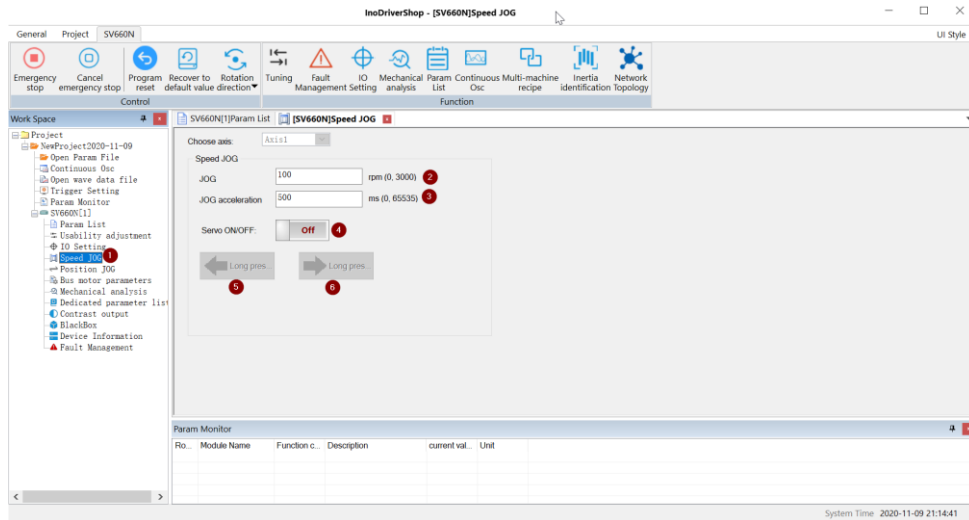 InoDriverShop - [SV660N]Speed JOG
General Project SV660N UI Style
Emergency stop
Cancel emergency stop
Program reset
Recover to default value
Rotation direction
Tuning
Fault Management
IO Setting
Mechanical analysis
Param List
Continuous Osc
Multi-machine recipe
Inertia identification
Network Topology
Control Function
Work Space
Project
NewProject2020-11-09
Open Param File
Continuous Osc
Open wave data file
Trigger Setting
Param Monitor
SV660N[1]
Param List
Usability adjustment
IO Setting
Speed JOG 1
Position JOG
Bus motor parameters
Mechanical analysis
Dedicated parameter list
Contrast output
BlackBox
Device Information
Fault Management
SV660N[1]Param List [SV660N]Speed JOG
Choose axis: Axis1
Speed JOG
JOG 100 rpm (0, 3000) 2
JOG acceleration 500 ms (0, 65535) 3
Servo ON/OFF: Off 4
Long pres... Long pres...
5 6
Param Monitor
Ro... Module Name Function c... Description current val... Unit
System Time 2020-11-09 21:14:41